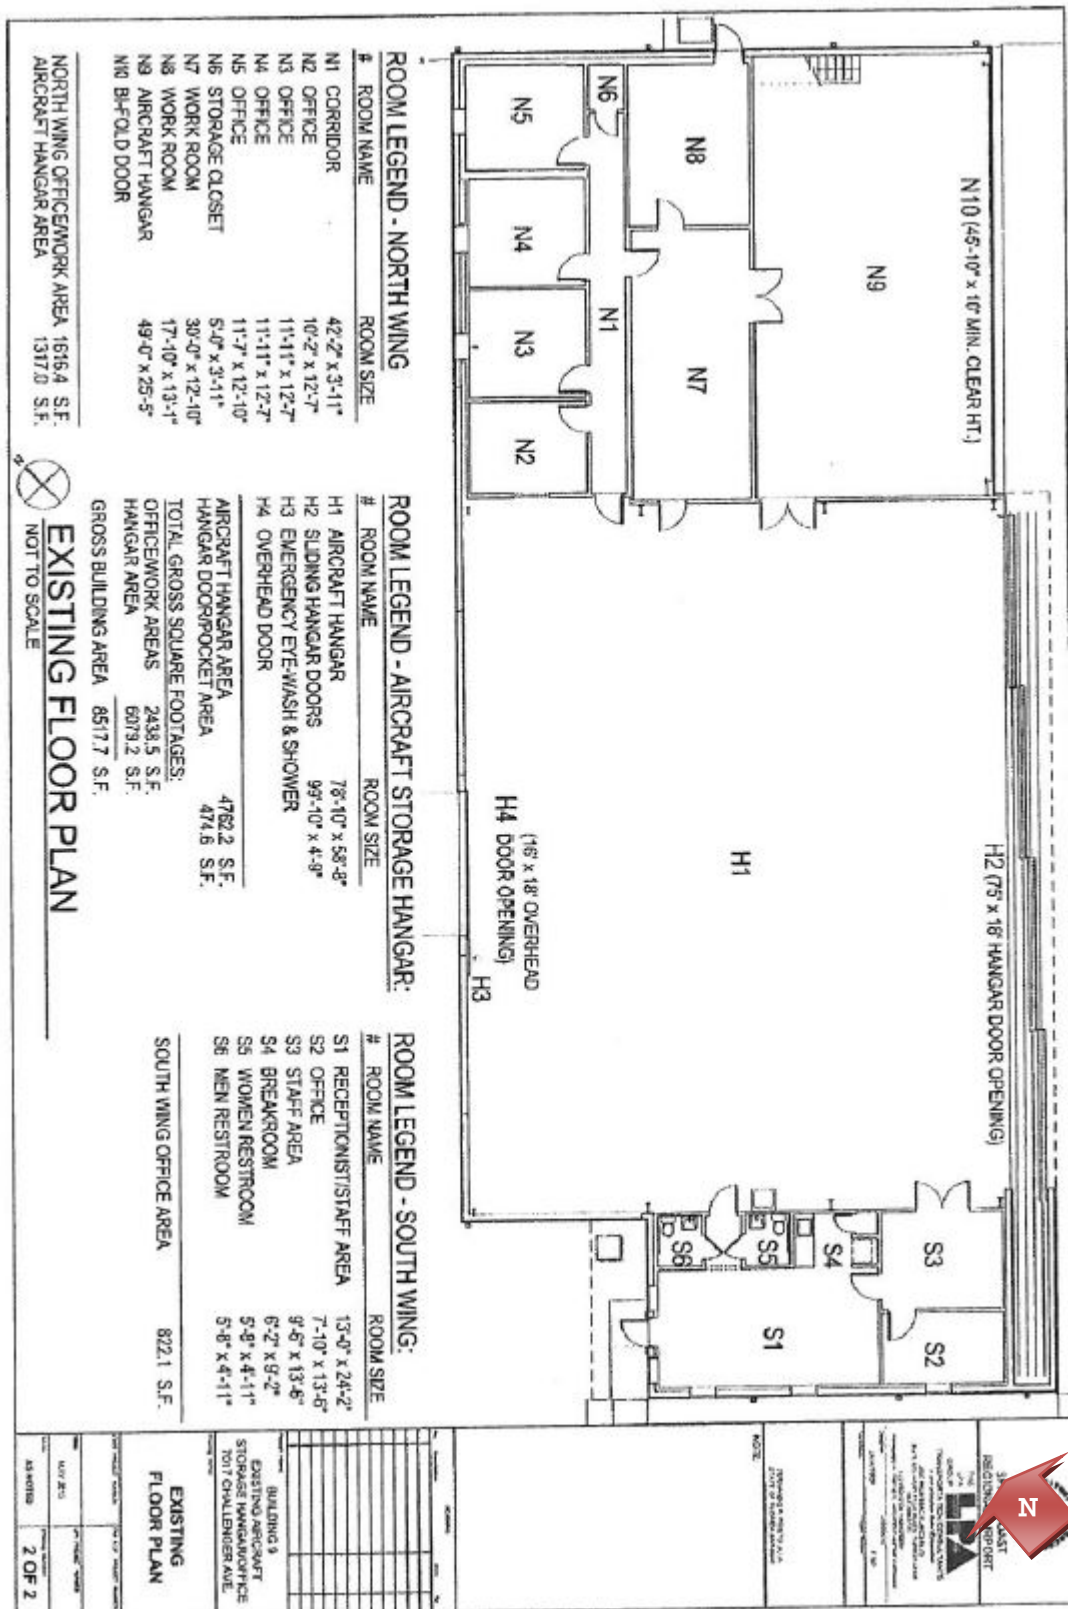 N10 (45'-10" x 10' MIN. CLEAR HT.)
N9
H2 (75' x 18' HANGAR DOOR OPENING)
N8
N7
N6
N1
N5
N4
N3
N2
H1
(16' x 18' OVERHEAD
H4 DOOR OPENING)
H3
S3
S2
S4
S5
S6
S1
ROOM LEGEND - NORTH WING
# ROOM NAME ROOM SIZE
N1 CORRIDOR 42'-2" x 3'-11"
N2 OFFICE 10'-2" x 12'-7"
N3 OFFICE 11'-11" x 12'-7"
N4 OFFICE 11'-11" x 12'-7"
N5 OFFICE 11'-7" x 12'-10"
N6 STORAGE CLOSET 5'-0" x 3'-11"
N7 WORK ROOM 30'-0" x 12'-10"
N8 WORK ROOM 17'-10" x 13'-1"
N9 AIRCRAFT HANGAR 49'-0" x 25'-5"
N10 BI-FOLD DOOR
NORTH WING OFFICE/WORK AREA 1616.4 S.F.
AIRCRAFT HANGAR AREA 1317.0 S.F.
ROOM LEGEND - AIRCRAFT STORAGE HANGAR:
# ROOM NAME ROOM SIZE
H1 AIRCRAFT HANGAR 78'-10" x 58'-8"
H2 SLIDING HANGAR DOORS 99'-10" x 4'-9"
H3 EMERGENCY EYE-WASH & SHOWER
H4 OVERHEAD DOOR
AIRCRAFT HANGAR AREA 4762.2 S.F.
HANGAR DOOR/POCKET AREA 474.6 S.F.
TOTAL GROSS SQUARE FOOTAGES:
OFFICE/WORK AREAS 2438.5 S.F.
HANGAR AREA 6079.2 S.F.
GROSS BUILDING AREA 8517.7 S.F.
ROOM LEGEND - SOUTH WING:
# ROOM NAME ROOM SIZE
S1 RECEPTIONIST/STAFF AREA 13'-0" x 24'-2"
S2 OFFICE 7'-10" x 13'-6"
S3 STAFF AREA 9'-6" x 13'-6"
S4 BREAKROOM 6'-2" x 9'-2"
S5 WOMEN RESTROOM 5'-8" x 4'-11"
S6 MEN RESTROOM 5'-8" x 4'-11"
SOUTH WING OFFICE AREA 822.1 S.F.
N
EXISTING FLOOR PLAN
NOT TO SCALE
N
NOTE
BUILDING 9
EXISTING AIRCRAFT
STORAGE HANGAR/OFFICE
7017 CHALLENGER AVE.
EXISTING
FLOOR PLAN
MAY 2010
AS NOTED
2 OF 2